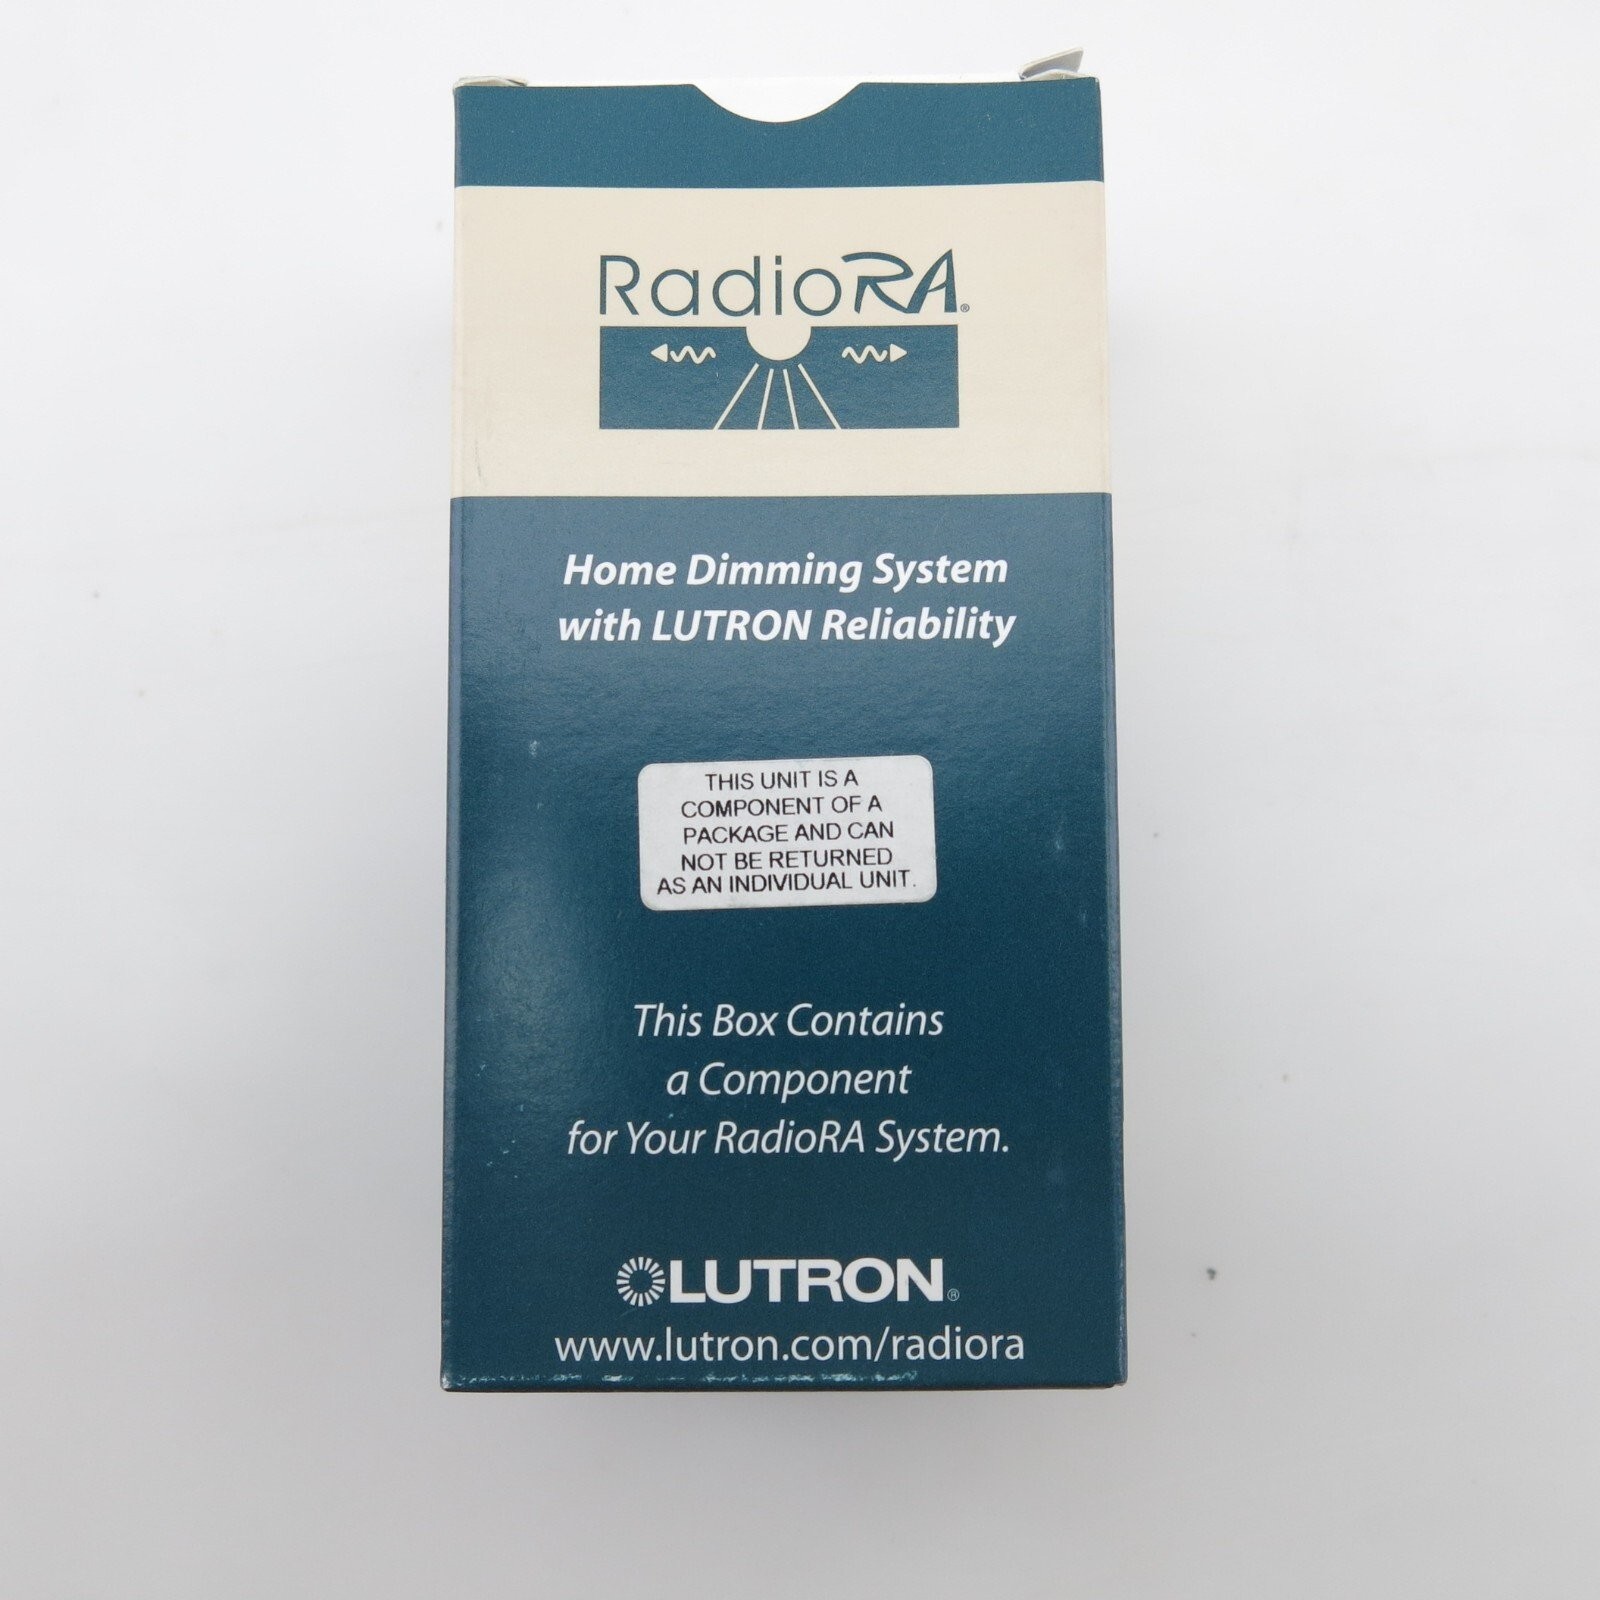 RadioRA®
Home Dimming System
with LUTRON Reliability
THIS UNIT IS A
COMPONENT OF A
PACKAGE AND CAN
NOT BE RETURNED
AS AN INDIVIDUAL UNIT.
This Box Contains
a Component
for Your RadioRA System.
LUTRON®
www.lutron.com/radiora